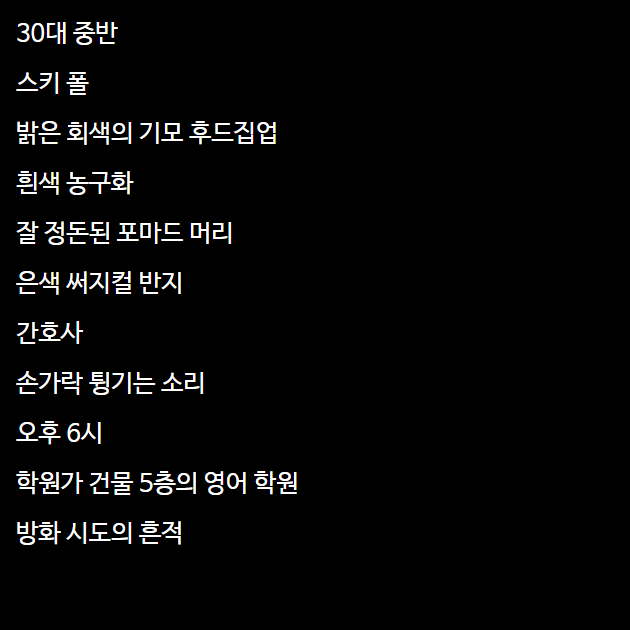 30대 중반
스키 폴
밝은 회색의 기모 후드집업
흰색 농구화
잘 정돈된 포마드 머리
은색 써지컬 반지
간호사
손가락 튕기는 소리
오후 6시
학원가 건물 5층의 영어 학원
방화 시도의 흔적